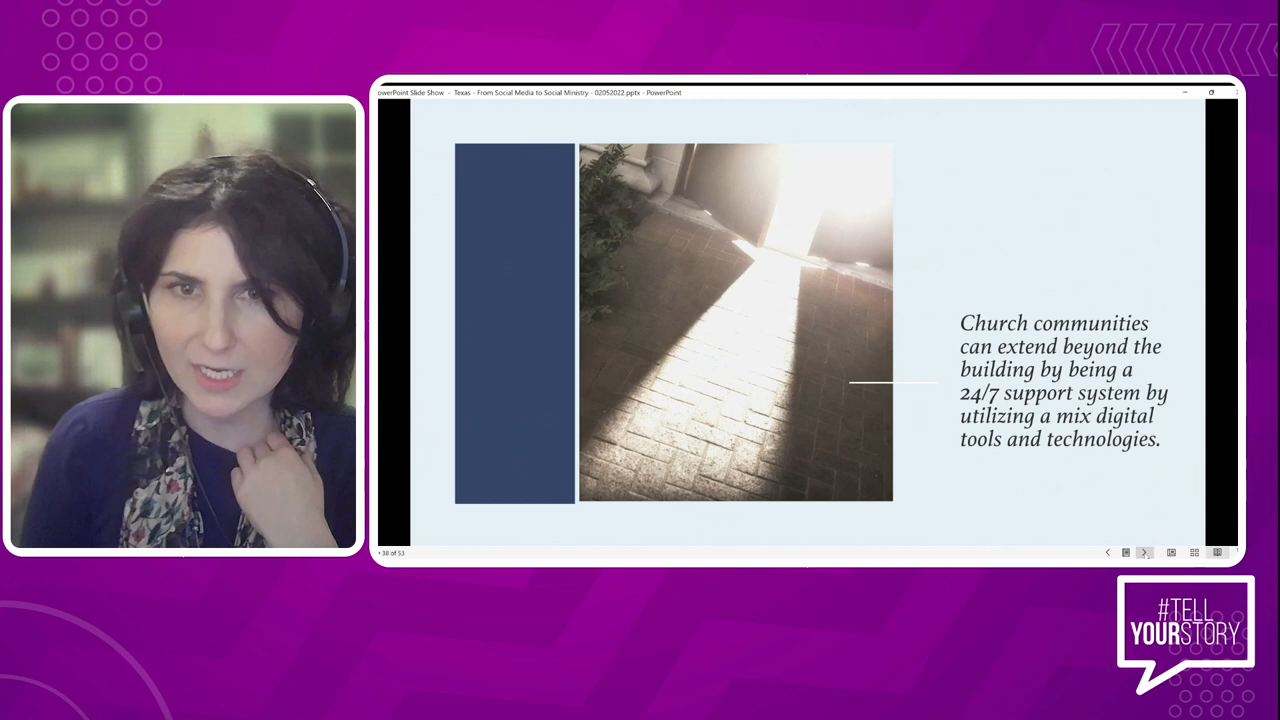 owerPoint Slide Show - Texas - From Social Media to Social Ministry - 02052022.pptx - PowerPoint
Church communities
can extend beyond the
building by being a
24/7 support system by
utilizing a mix digital
tools and technologies.
38 of 53
#TELL
YOURSTORY